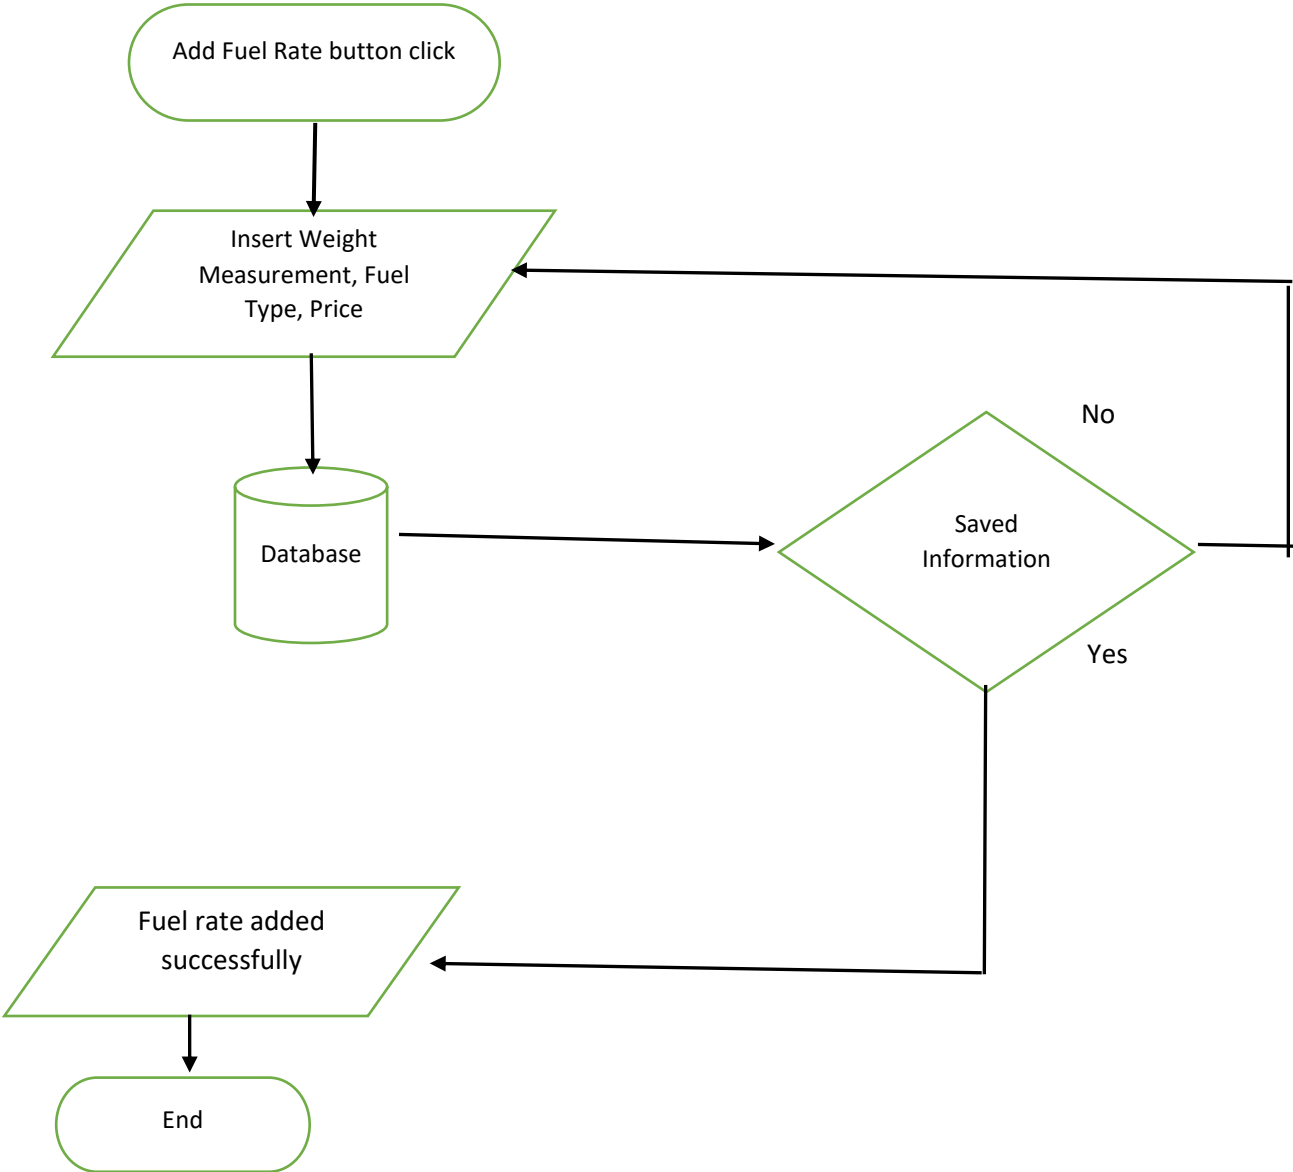 Add Fuel Rate button click
Insert Weight
Measurement, Fuel
Type, Price
No
Saved
Information
Database
Yes
Fuel rate added
successfully
End